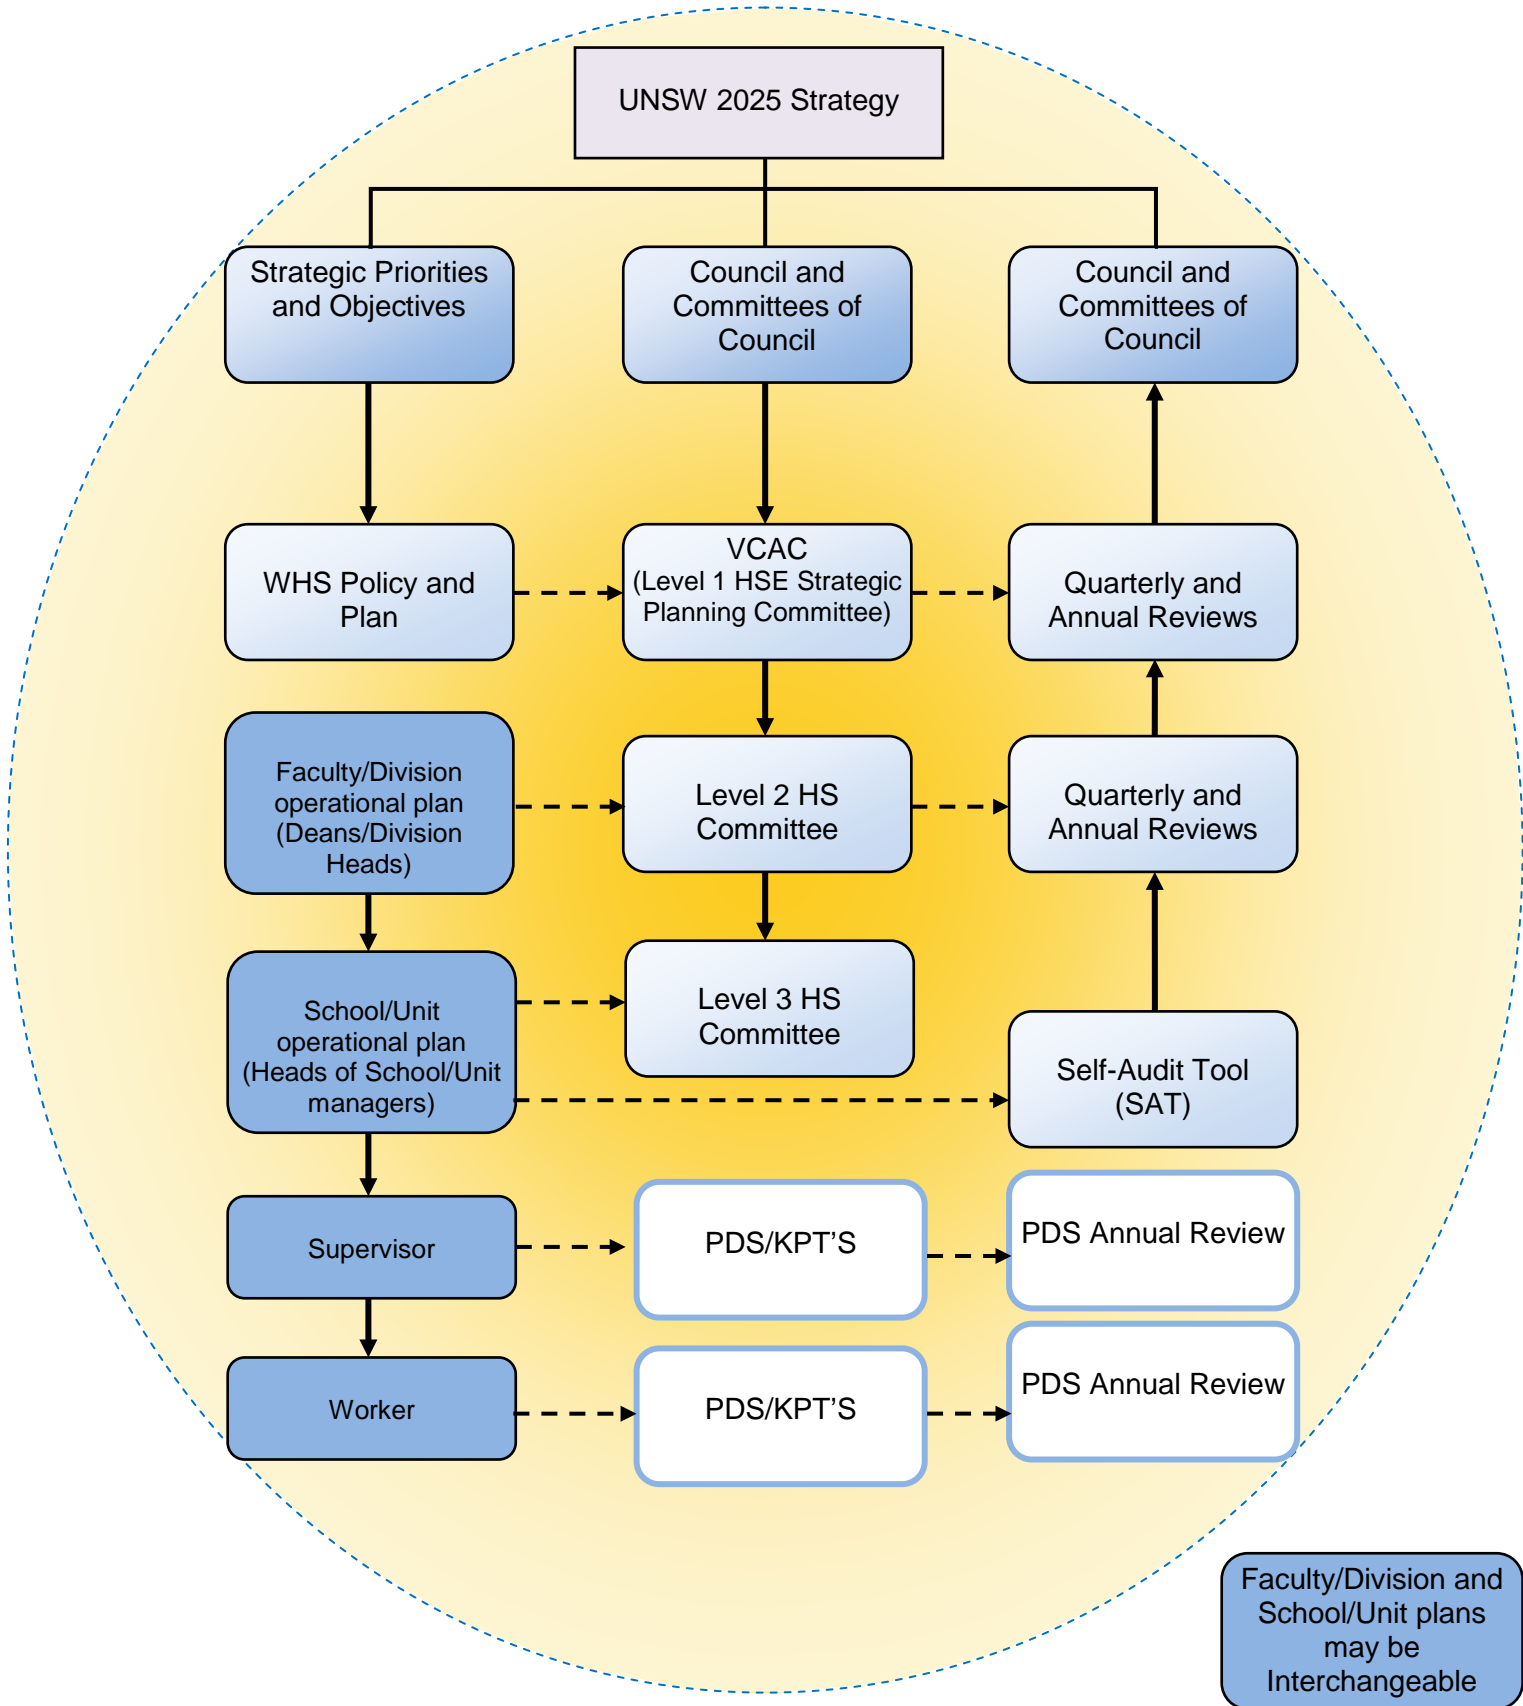 UNSW 2025 Strategy
Strategic Priorities
and Objectives
Council and
Committees of
Council
Council and
Committees of
Council
WHS Policy and
Plan
VCAC
(Level 1 HSE Strategic
Planning Committee)
Quarterly and
Annual Reviews
Faculty/Division
operational plan
(Deans/Division
Heads)
Level 2 HS
Committee
Quarterly and
Annual Reviews
School/Unit
operational plan
(Heads of School/Unit
managers)
Level 3 HS
Committee
Self-Audit Tool
(SAT)
Supervisor
PDS/KPT’S
PDS Annual Review
Worker
PDS/KPT’S
PDS Annual Review
Faculty/Division and
School/Unit plans
may be
Interchangeable